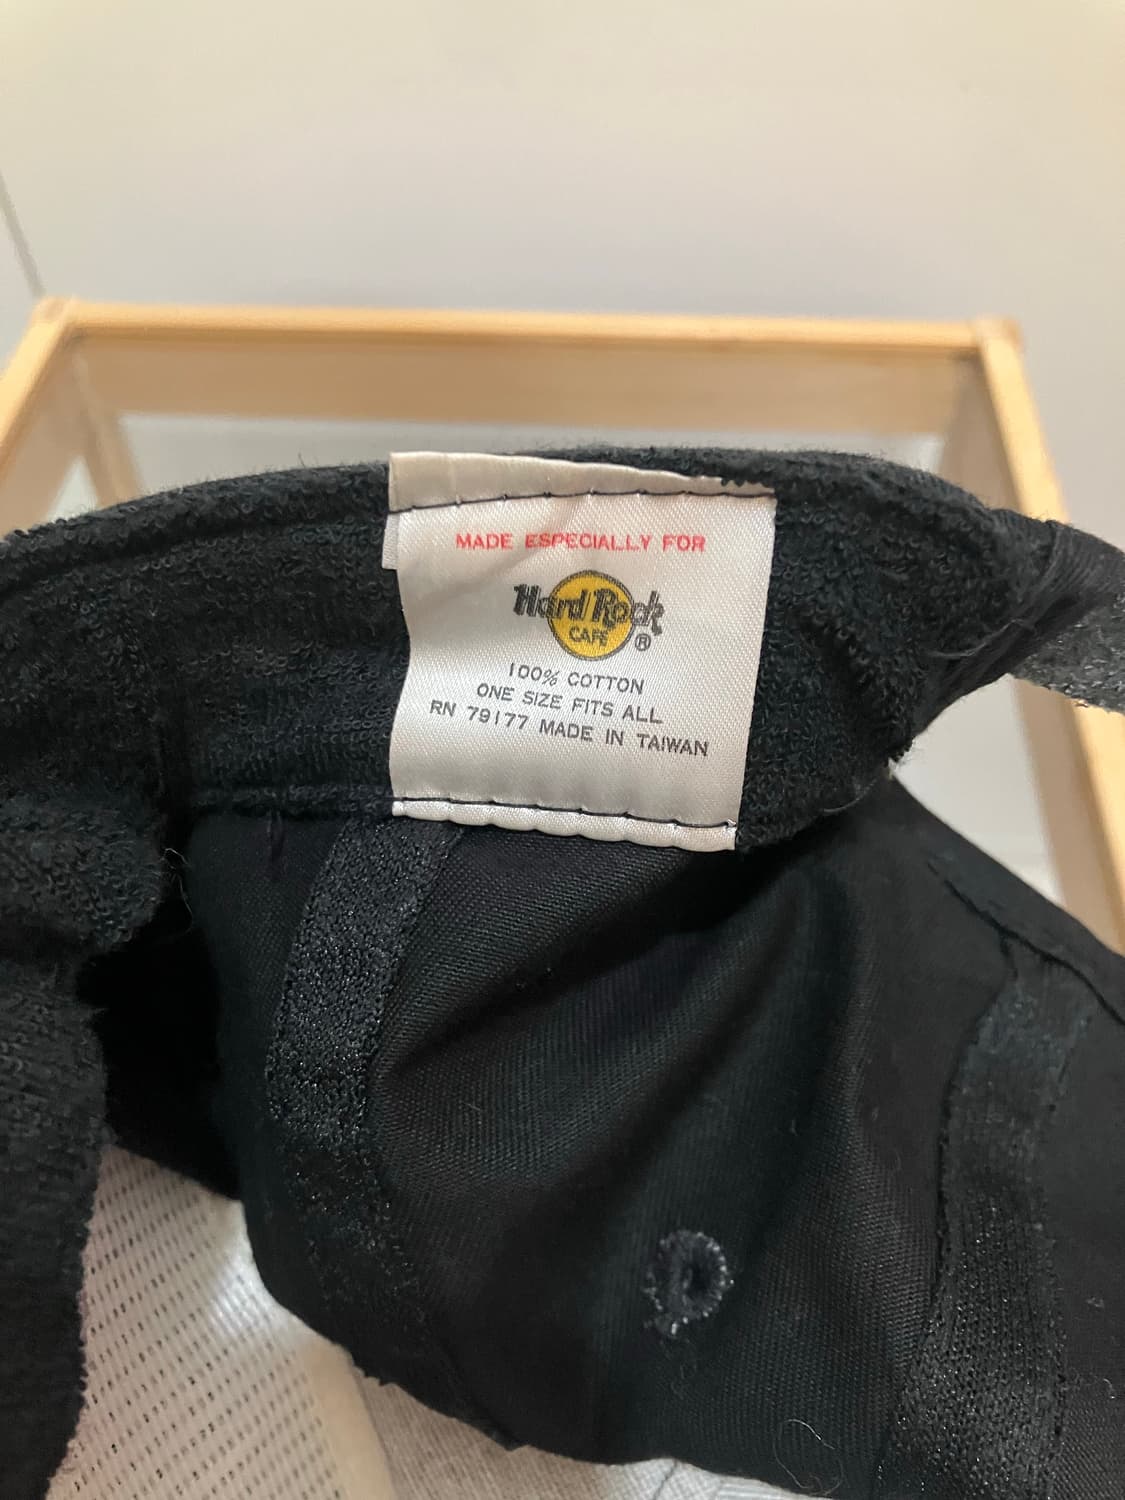 MADE ESPECIALLY FOR
Hard Rock
CAFE ®
100% COTTON
ONE SIZE FITS ALL
RN 79177 MADE IN TAIWAN